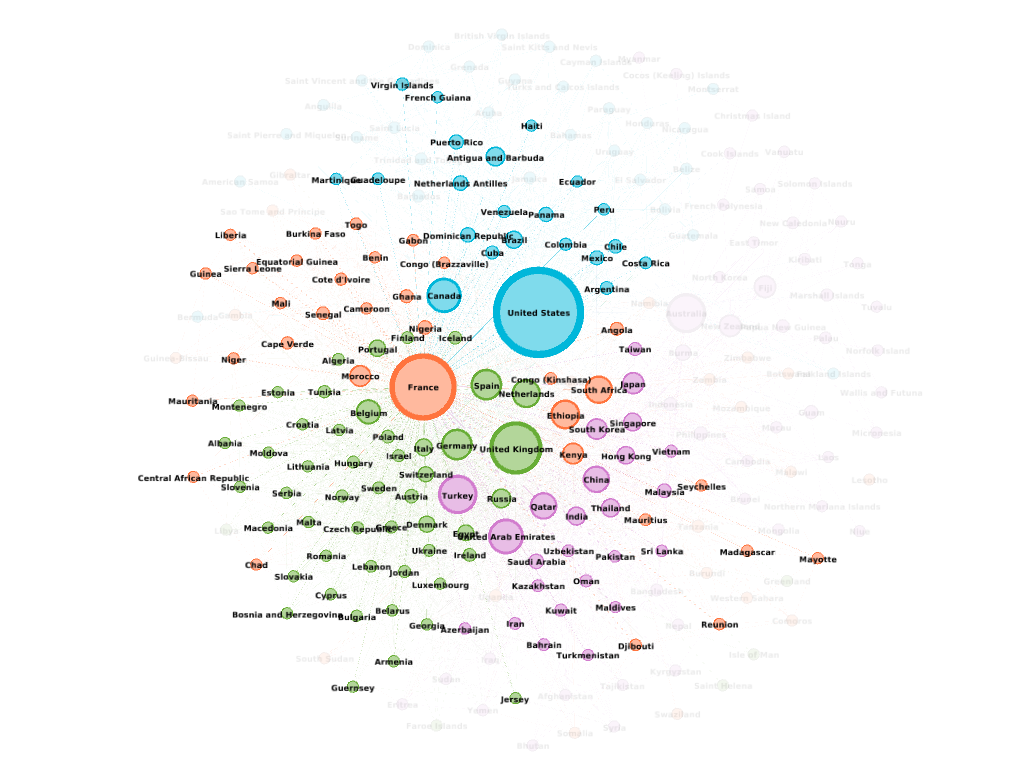 British Virgin Islands
Dominica
Saint Kitts and Nevis
Myanmar
Cayman Islands
Grenada
Cocos (Keeling) Islands
Saint Vincent and the Grenadines
Guyana
Virgin Islands
Turks and Caicos Islands
Montserrat
French Guiana
Anguilla
Paraguay
Aruba
Christmas Island
Haiti
Honduras
Saint Lucia
Nicaragua
Saint Pierre and Miquelon
Suriname
Bahamas
Puerto Rico
Uruguay
Cook Islands
Vanuatu
Antigua and Barbuda
Trinidad and Tobago
Belize
Gibraltar
Jamaica
American Samoa
Martinique
Guadeloupe
Netherlands Antilles
Ecuador
El Salvador
Samoa
Solomon Islands
Barbados
French Polynesia
Sao Tome and Principe
Venezuela
Panama
Peru
Bolivia
New Caledonia
Nauru
Togo
Liberia
Burkina Faso
Gabon
Dominican Republic
Brazil
Guatemala
Colombia
Chile
East Timor
Cuba
Benin
Mexico
Costa Rica
Kiribati
Tonga
Equatorial Guinea
Sierra Leone
Congo (Brazzaville)
Guinea
Cote d'Ivoire
North Korea
Argentina
Fiji
Ghana
Canada
Marshall Islands
Mali
Namibia
Tuvalu
Cameroon
Senegal
United States
Australia
Bermuda
Gambia
Nigeria
Angola
New Zealand
Papua New Guinea
Finland
Iceland
Palau
Cape Verde
Portugal
Taiwan
Burma
Norfolk Island
Guinea-Bissau
Niger
Algeria
Zimbabwe
Morocco
Botswana
Falkland Islands
Congo (Kinshasa)
Zambia
France
Spain
Japan
South Africa
Estonia
Tunisia
Netherlands
Wallis and Futuna
Mauritania
Montenegro
Indonesia
Mozambique
Guam
Belgium
Ethiopia
Croatia
Singapore
Latvia
South Korea
Macau
Philippines
Micronesia
Poland
Albania
Italy
Germany
United Kingdom
Moldova
Israel
Kenya
Hong Kong
Vietnam
Laos
Hungary
Cambodia
Lithuania
Malawi
Switzerland
Central African Republic
China
Lesotho
Slovenia
Sweden
Seychelles
Serbia
Norway
Austria
Turkey
Russia
Malaysia
Brunei
Qatar
Thailand
Northern Mariana Islands
India
Malta
Mauritius
Macedonia
Czech Republic
Greece
Denmark
Tanzania
Libya
Mongolia
Egypt
United Arab Emirates
Ukraine
Ireland
Uzbekistan
Pakistan
Sri Lanka
Madagascar
Romania
Mayotte
Chad
Lebanon
Jordan
Saudi Arabia
Burundi
Slovakia
Luxembourg
Kazakhstan
Oman
Greenland
Cyprus
Bangladesh
Uganda
Western Sahara
Bosnia and Herzegovina
Bulgaria
Belarus
Kuwait
Maldives
Georgia
Azerbaijan
Iran
Nepal
Reunion
Comoros
Bahrain
Djibouti
Turkmenistan
Isle of Man
South Sudan
Armenia
Kyrgyzstan
Sudan
Guernsey
Tajikistan
Saint Helena
Jersey
Afghanistan
Eritrea
Yemen
Swaziland
Faroe Islands
Syria
Somalia
Bhutan